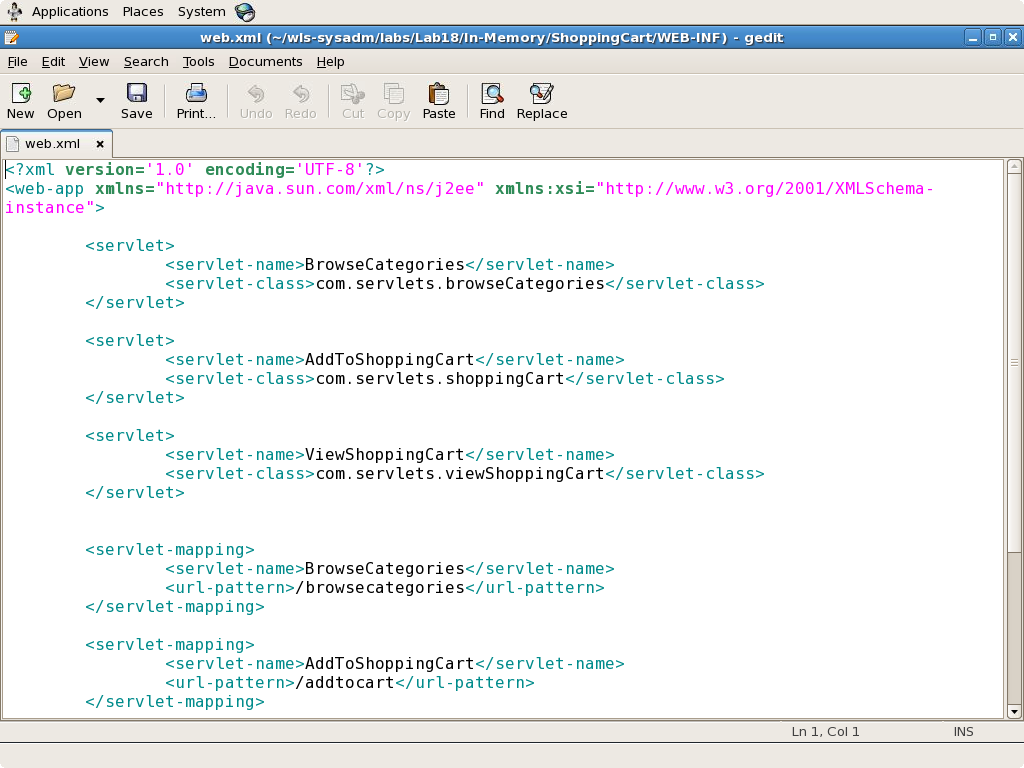 Applications Places System
web.xml (~/wls-sysadm/labs/Lab18/In-Memory/ShoppingCart/WEB-INF) - gedit
File Edit View Search Tools Documents Help
New Open Save Print... Undo Redo Cut Copy Paste Find Replace
web.xml
<?xml version='1.0' encoding='UTF-8'?>
<web-app xmlns="http://java.sun.com/xml/ns/j2ee" xmlns:xsi="http://www.w3.org/2001/XMLSchema-
instance">
<servlet>
<servlet-name>BrowseCategories</servlet-name>
<servlet-class>com.servlets.browseCategories</servlet-class>
</servlet>
<servlet>
<servlet-name>AddToShoppingCart</servlet-name>
<servlet-class>com.servlets.shoppingCart</servlet-class>
</servlet>
<servlet>
<servlet-name>ViewShoppingCart</servlet-name>
<servlet-class>com.servlets.viewShoppingCart</servlet-class>
</servlet>
<servlet-mapping>
<servlet-name>BrowseCategories</servlet-name>
<url-pattern>/browsecategories</url-pattern>
</servlet-mapping>
<servlet-mapping>
<servlet-name>AddToShoppingCart</servlet-name>
<url-pattern>/addtocart</url-pattern>
</servlet-mapping>
Ln 1, Col 1 INS